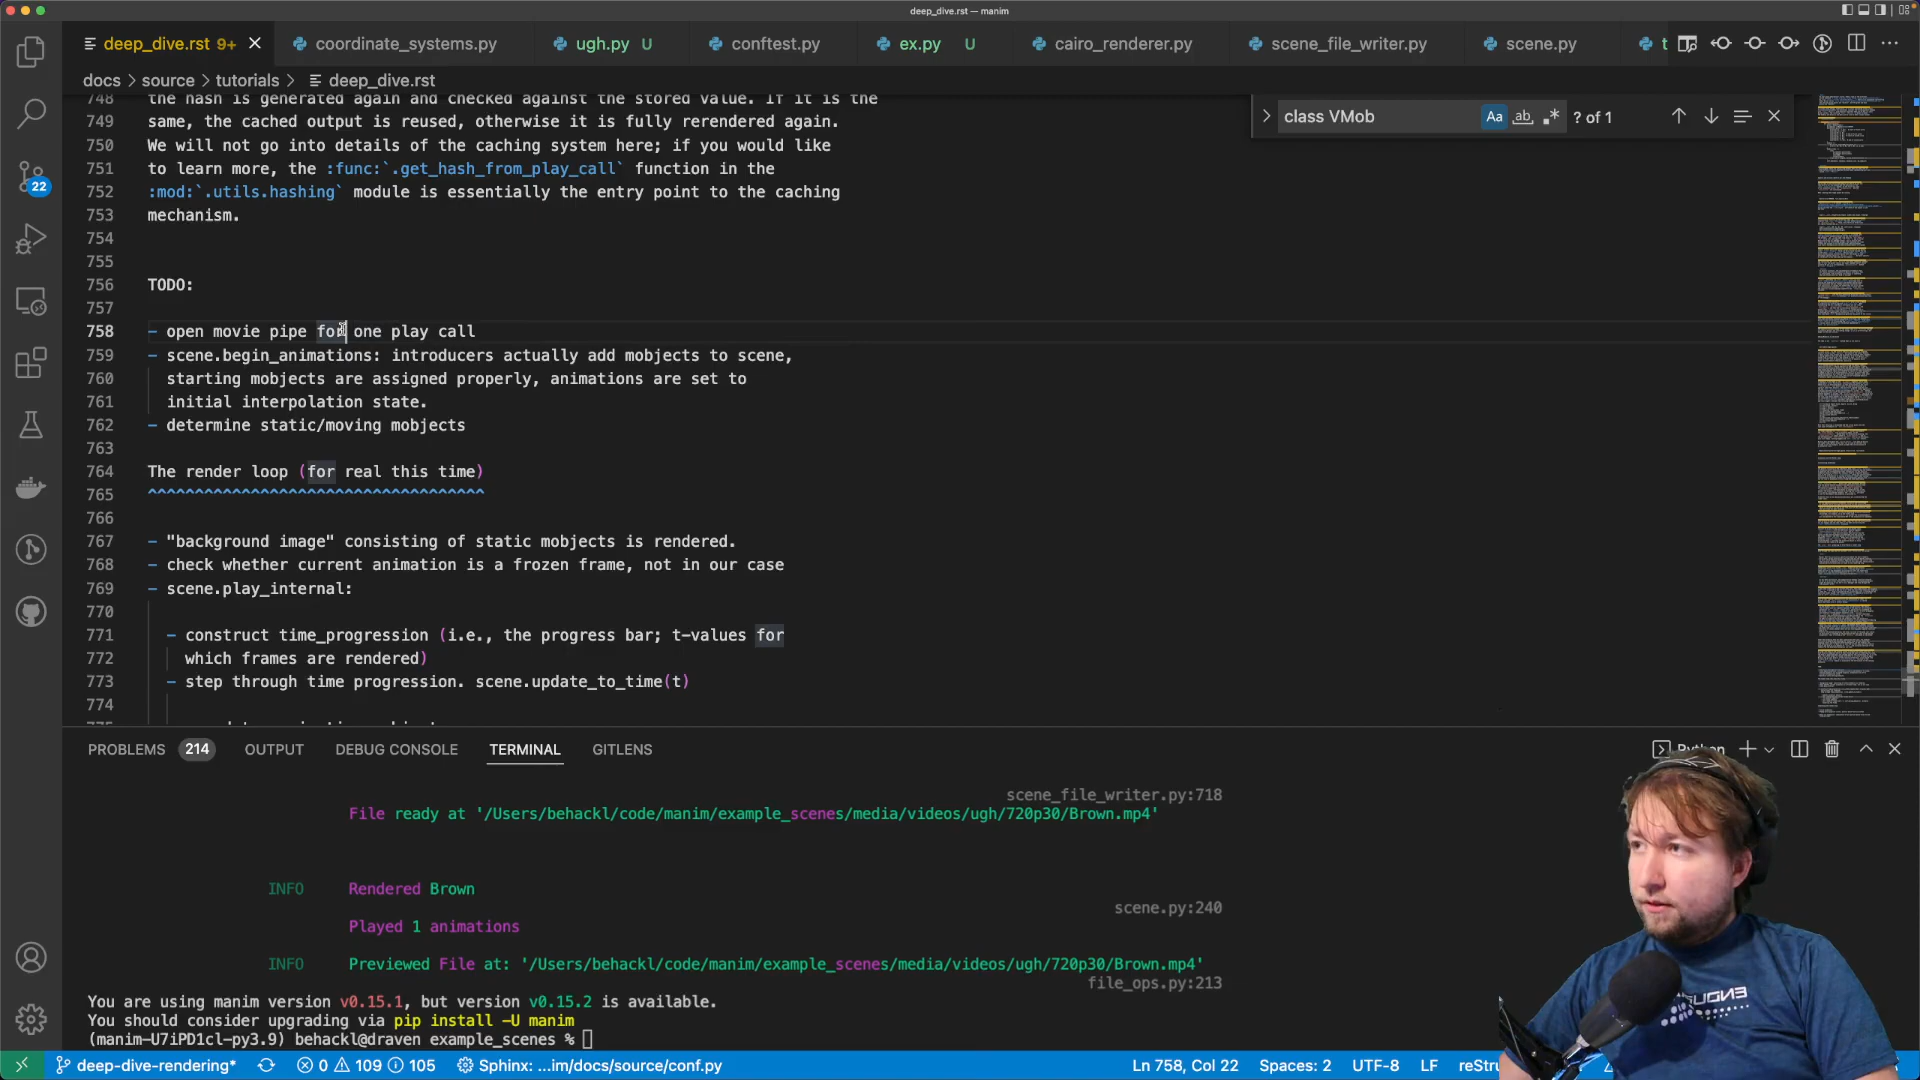 deep_dive.rst — manim
deep_dive.rst 9+
coordinate_systems.py
ugh.py U
conftest.py
ex.py U
cairo_renderer.py
scene_file_writer.py
scene.py
t
docs > source > tutorials > deep_dive.rst
class VMob
Aa
ab
? of 1
748 the hash is generated again and checked against the stored value. If it is the
749 same, the cached output is reused, otherwise it is fully rerendered again.
750 We will not go into details of the caching system here; if you would like
751 to learn more, the :func:`.get_hash_from_play_call` function in the
752 :mod:`.utils.hashing` module is essentially the entry point to the caching
753 mechanism.
754
755
756 TODO:
757
758 - open movie pipe for one play call
759 - scene.begin_animations: introducers actually add mobjects to scene,
760 starting mobjects are assigned properly, animations are set to
761 initial interpolation state.
762 - determine static/moving mobjects
763
764 The render loop (for real this time)
765 ^^^^^^^^^^^^^^^^^^^^^^^^^^^^^^^^^^^^
766
767 - "background image" consisting of static mobjects is rendered.
768 - check whether current animation is a frozen frame, not in our case
769 - scene.play_internal:
770
771 - construct time_progression (i.e., the progress bar; t-values for
772 which frames are rendered)
773 - step through time progression. scene.update_to_time(t)
774
22
PROBLEMS 214 OUTPUT DEBUG CONSOLE TERMINAL GITLENS
Python
scene_file_writer.py:718
File ready at '/Users/behackl/code/manim/example_scenes/media/videos/ugh/720p30/Brown.mp4'
INFO Rendered Brown
scene.py:240
Played 1 animations
INFO Previewed File at: '/Users/behackl/code/manim/example_scenes/media/videos/ugh/720p30/Brown.mp4'
file_ops.py:213
You are using manim version v0.15.1, but version v0.15.2 is available.
You should consider upgrading via pip install -U manim
(manim-U7iPD1cl-py3.9) behackl@draven example_scenes %
deep-dive-rendering* 0 109 105 Sphinx: ...im/docs/source/conf.py Ln 758, Col 22 Spaces: 2 UTF-8 LF reStru